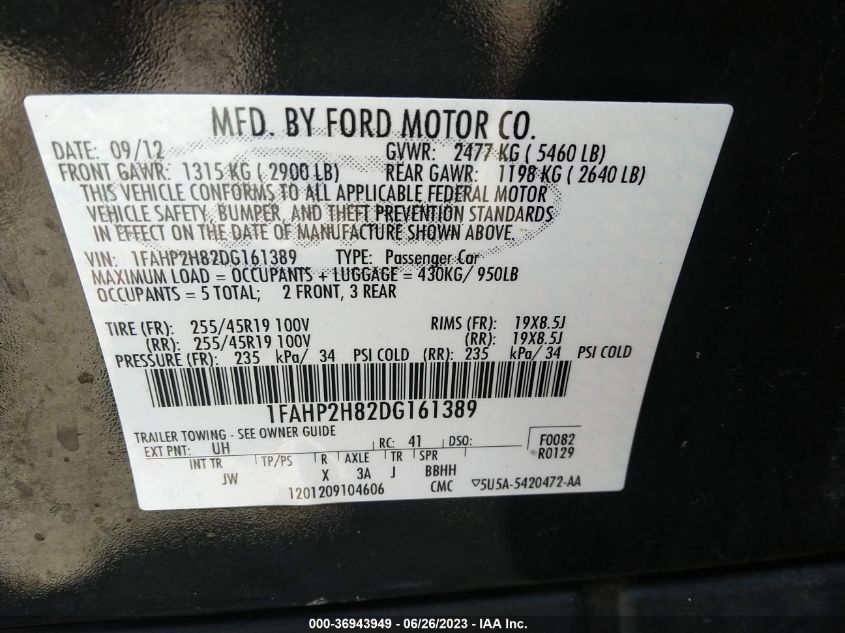 MFD. BY FORD MOTOR CO.
DATE: 09/12 GVWR: 2477 KG ( 5460 LB)
FRONT GAWR: 1315 KG ( 2900 LB) REAR GAWR: 1198 KG ( 2640 LB)
THIS VEHICLE CONFORMS TO ALL APPLICABLE FEDERAL MOTOR
VEHICLE SAFETY, BUMPER, AND THEFT PREVENTION STANDARDS
IN EFFECT ON THE DATE OF MANUFACTURE SHOWN ABOVE.
VIN: 1FAHP2H82DG161389 TYPE: Passenger Car
MAXIMUM LOAD = OCCUPANTS + LUGGAGE = 430KG/ 950LB
OCCUPANTS = 5 TOTAL; 2 FRONT, 3 REAR
TIRE (FR): 255/45R19 100V RIMS (FR): 19X8.5J
(RR): 255/45R19 100V (RR): 19X8.5J
PRESSURE (FR): 235 kPa/ 34 PSI COLD (RR): 235 kPa/ 34 PSI COLD
1FAHP2H82DG161389
TRAILER TOWING - SEE OWNER GUIDE
EXT PNT: UH RC: 41 DSO: F0082
R0129
INT TR TP/PS R AXLE TR SPR
JW X 3A J BBHH
1201209104606 CMC ▽5U5A-5420472-AA
000-36943949 / 06/26/2023 - IAA Inc.